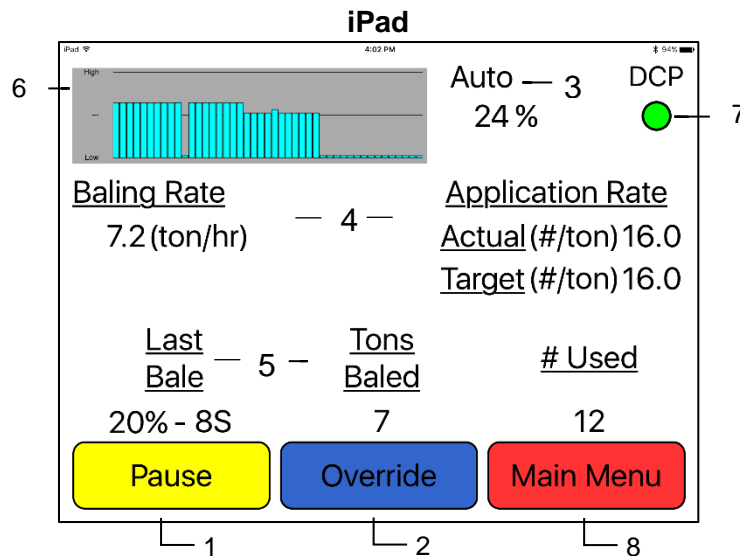 iPad
iPad 4:02 PM 94%
High
---
Low
6
Auto 3
24 %
DCP
7
Baling Rate
7.2 (ton/hr)
4
Application Rate
Actual (#/ton) 16.0
Target (#/ton) 16.0
Last
Bale
5
Tons
Baled
# Used
20% - 8S 7 12
Pause Override Main Menu
1 2 8